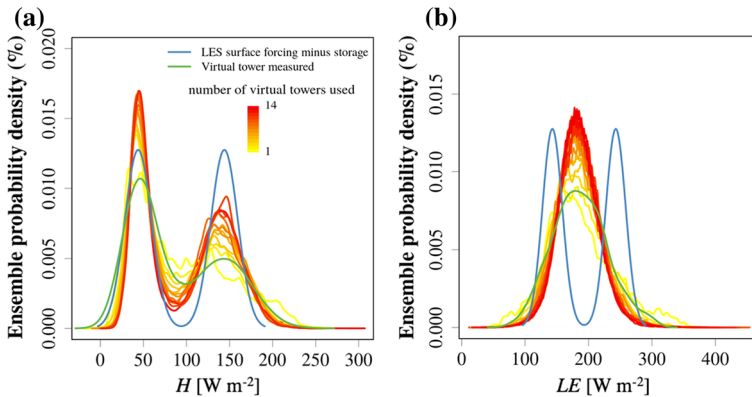 (a)
Ensemble probability density (%)
0.020
0.015
0.010
0.005
0.000
LES surface forcing minus storage
Virtual tower measured
number of virtual towers used
14
1
0 50 100 150 200 250 300
H [W m-2]
(b)
Ensemble probability density (%)
0.015
0.010
0.005
0.000
0 100 200 300 400
LE [W m-2]